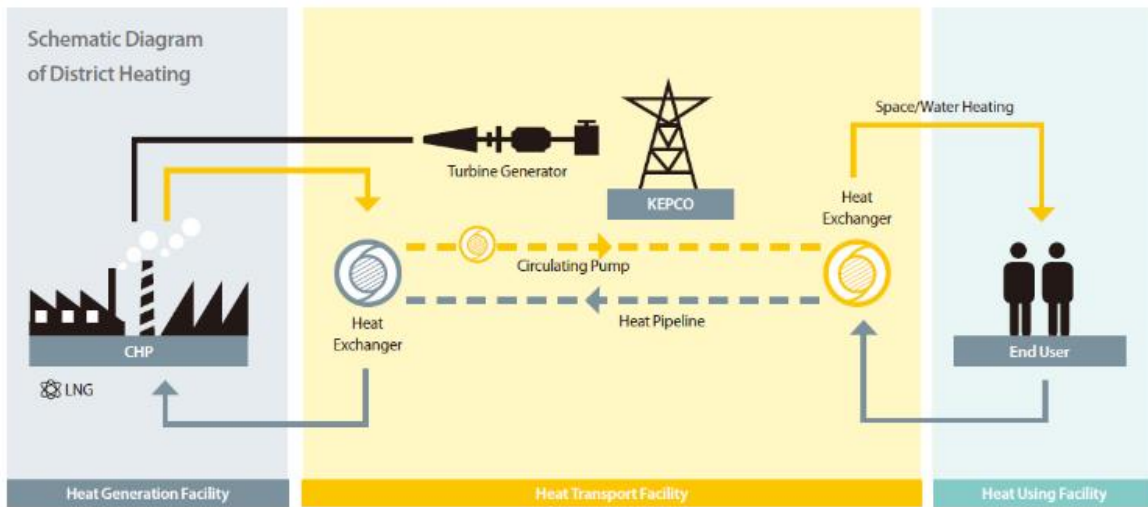 Schematic Diagram
of District Heating
Turbine Generator
KEPCO
Space/Water Heating
Heat
Exchanger
Circulating Pump
Heat Pipeline
Heat
Exchanger
CHP
LNG
End User
Heat Generation Facility
Heat Transport Facility
Heat Using Facility